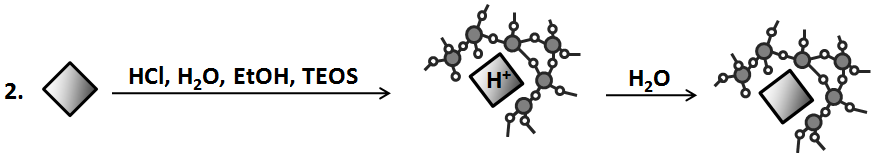 2.
HCl, H₂O, EtOH, TEOS
H⁺
H₂O